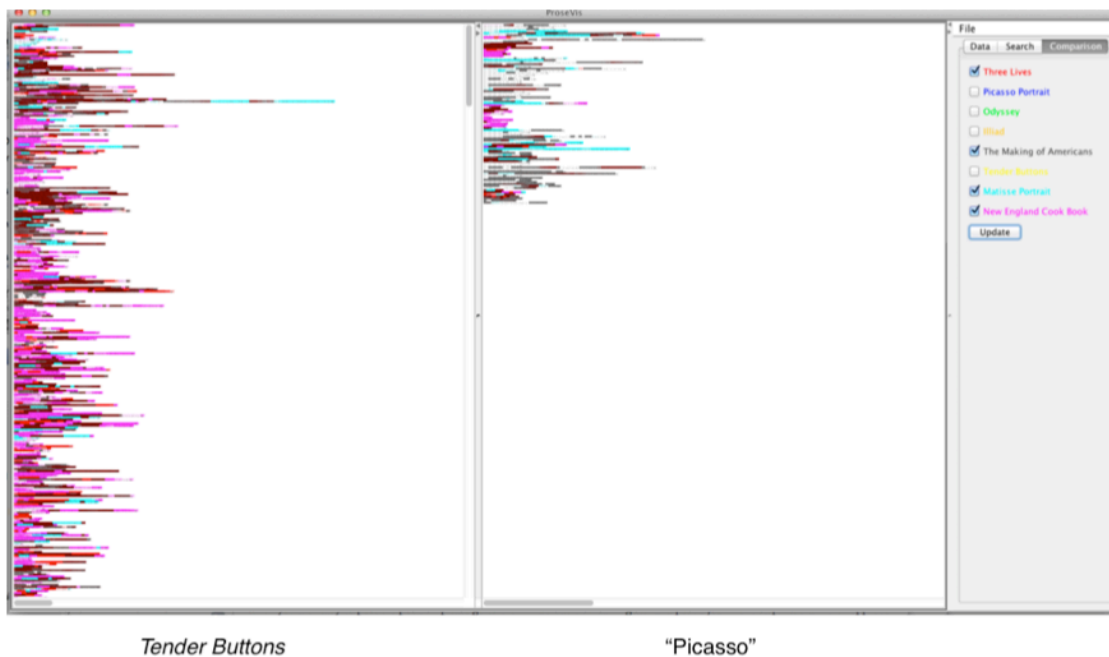 ProseVis
File
Data Search Comparison
Three Lives
Picasso Portrait
Odyssey
Iliad
The Making of Americans
Tender Buttons
Matisse Portrait
New England Cook Book
Update
Tender Buttons
“Picasso”